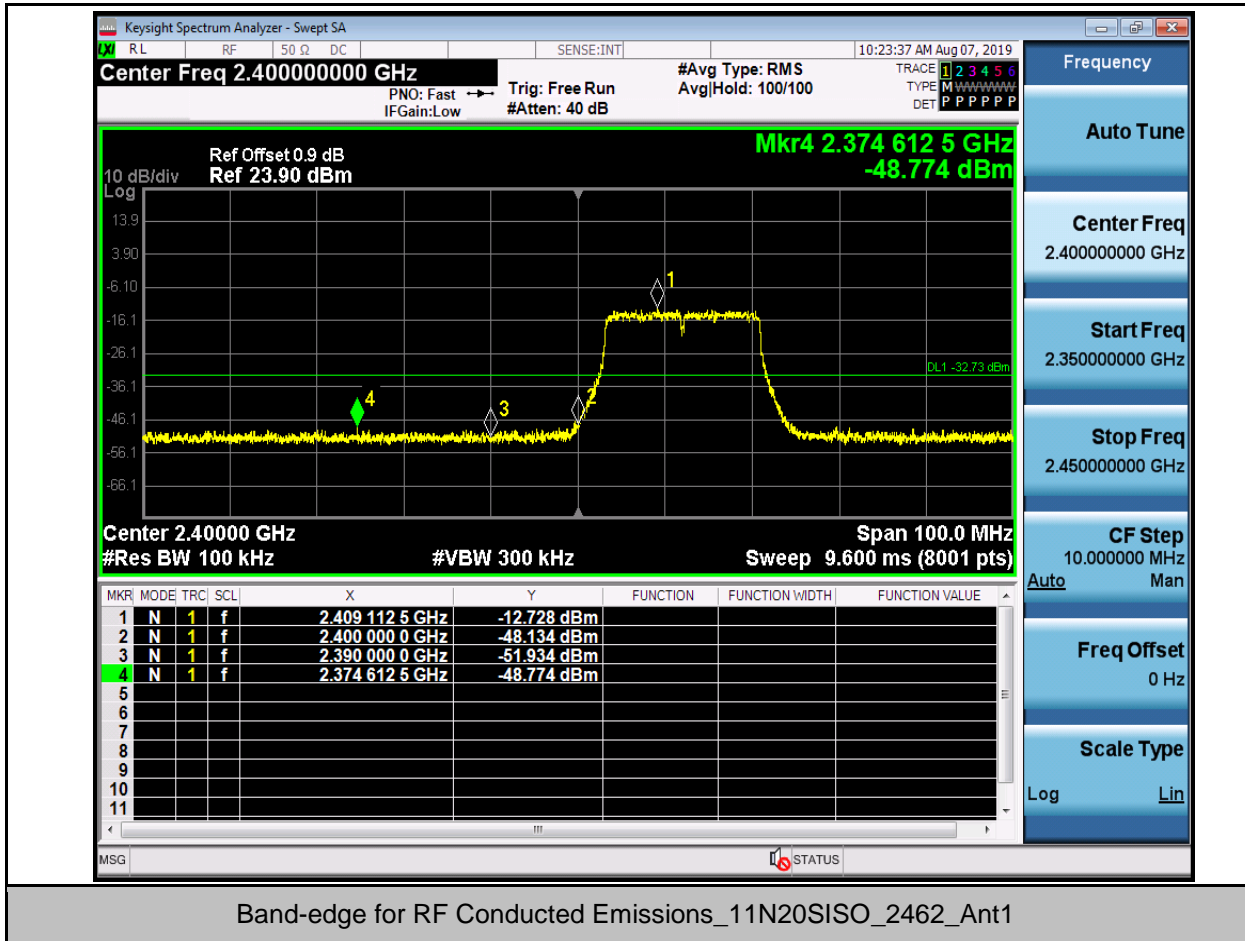 Keysight Spectrum Analyzer - Swept SA
LXI RL RF 50 Ω DC SENSE:INT 10:23:37 AM Aug 07, 2019
Center Freq 2.400000000 GHz
PNO: Fast
IFGain:Low
Trig: Free Run
#Atten: 40 dB
#Avg Type: RMS
Avg|Hold: 100/100
TRACE 1 2 3 4 5 6
TYPE M W W W W W
DET P P P P P P
Mkr4 2.374 612 5 GHz
-48.774 dBm
Ref Offset 0.9 dB
10 dB/div Ref 23.90 dBm
Log
13.9
3.90
-6.10
-16.1
-26.1
-36.1
-46.1
-56.1
-66.1
1
2
3
4
DL1 -32.73 dBm
Center 2.40000 GHz Span 100.0 MHz
#Res BW 100 kHz #VBW 300 kHz Sweep 9.600 ms (8001 pts)
MKR MODE TRC SCL X Y FUNCTION FUNCTION WIDTH FUNCTION VALUE
1 N 1 f 2.409 112 5 GHz -12.728 dBm
2 N 1 f 2.400 000 0 GHz -48.134 dBm
3 N 1 f 2.390 000 0 GHz -51.934 dBm
4 N 1 f 2.374 612 5 GHz -48.774 dBm
5
6
7
8
9
10
11
MSG STATUS
Frequency
Auto Tune
Center Freq
2.400000000 GHz
Start Freq
2.350000000 GHz
Stop Freq
2.450000000 GHz
CF Step
10.000000 MHz
Auto Man
Freq Offset
0 Hz
Scale Type
Log Lin
Band-edge for RF Conducted Emissions_11N20SISO_2462_Ant1